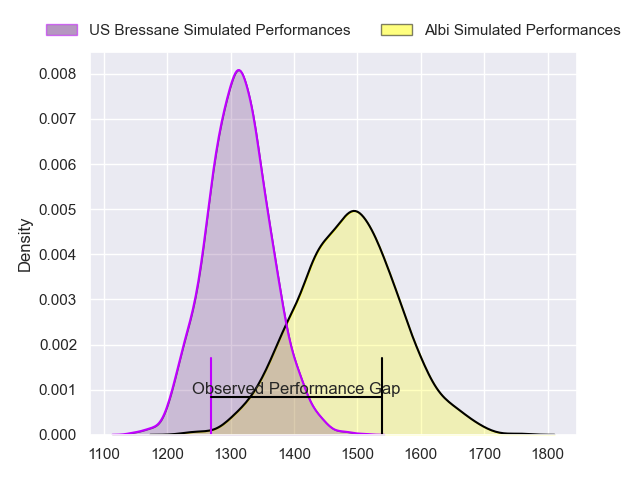 US Bressane Simulated Performances Albi Simulated Performances
0.008
0.007
0.006
0.005
0.004
0.003
0.002
0.001
0.000
Density
Observed Performance Gap
1100 1200 1300 1400 1500 1600 1700 1800